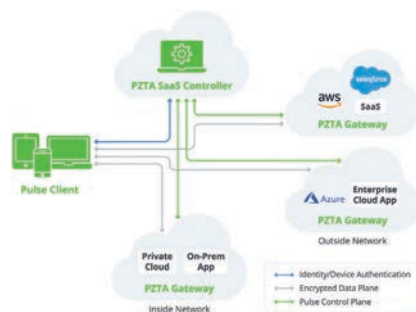 PZTA SaaS Controller
salesforce
aws
SaaS
PZTA Gateway
Pulse Client
Azure
Enterprise
Cloud App
PZTA Gateway
Outside Network
Private
Cloud
On-Prem
App
PZTA Gateway
Inside Network
Identity/Device Authentication
Encrypted Data Plane
Pulse Control Plane